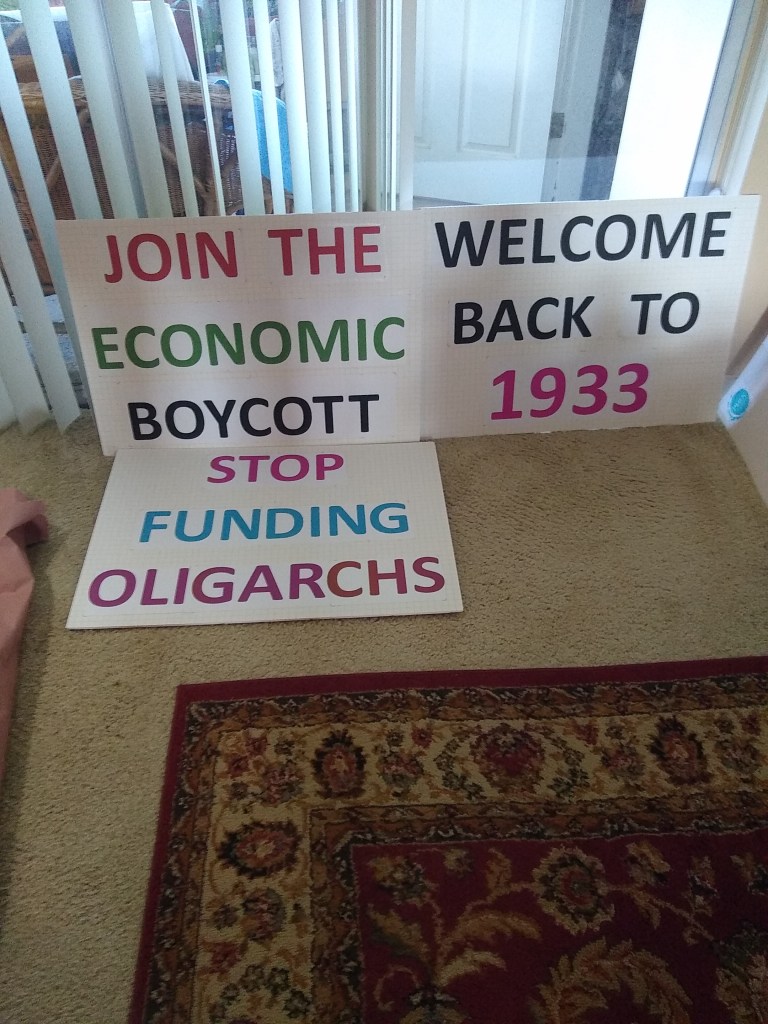 JOIN THE
ECONOMIC
BOYCOTT
WELCOME
BACK TO
1933
STOP
FUNDING
OLIGARCHS